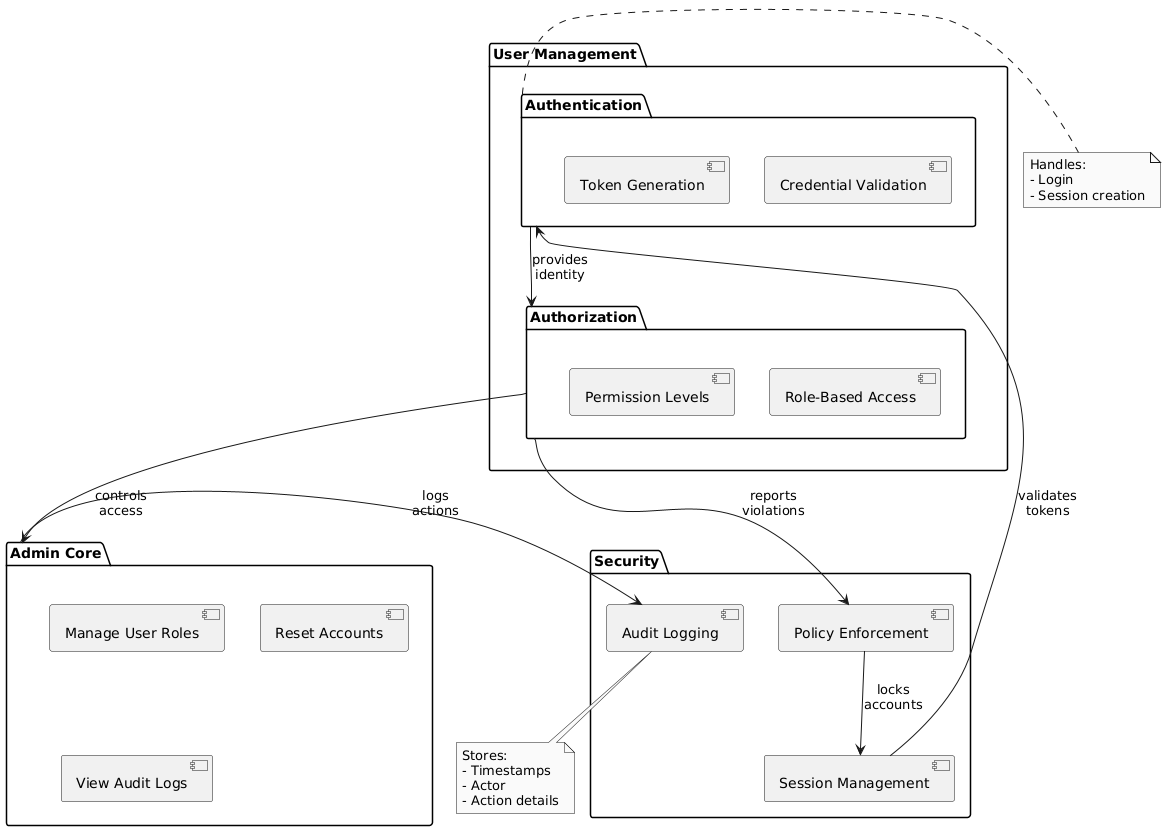 User Management
Authentication
Token Generation
Credential Validation
Handles:
- Login
- Session creation
provides
identity
Authorization
Permission Levels
Role-Based Access
controls
access
logs
actions
reports
violations
validates
tokens
Admin Core
Manage User Roles
Reset Accounts
View Audit Logs
Security
Audit Logging
Policy Enforcement
locks
accounts
Stores:
- Timestamps
- Actor
- Action details
Session Management